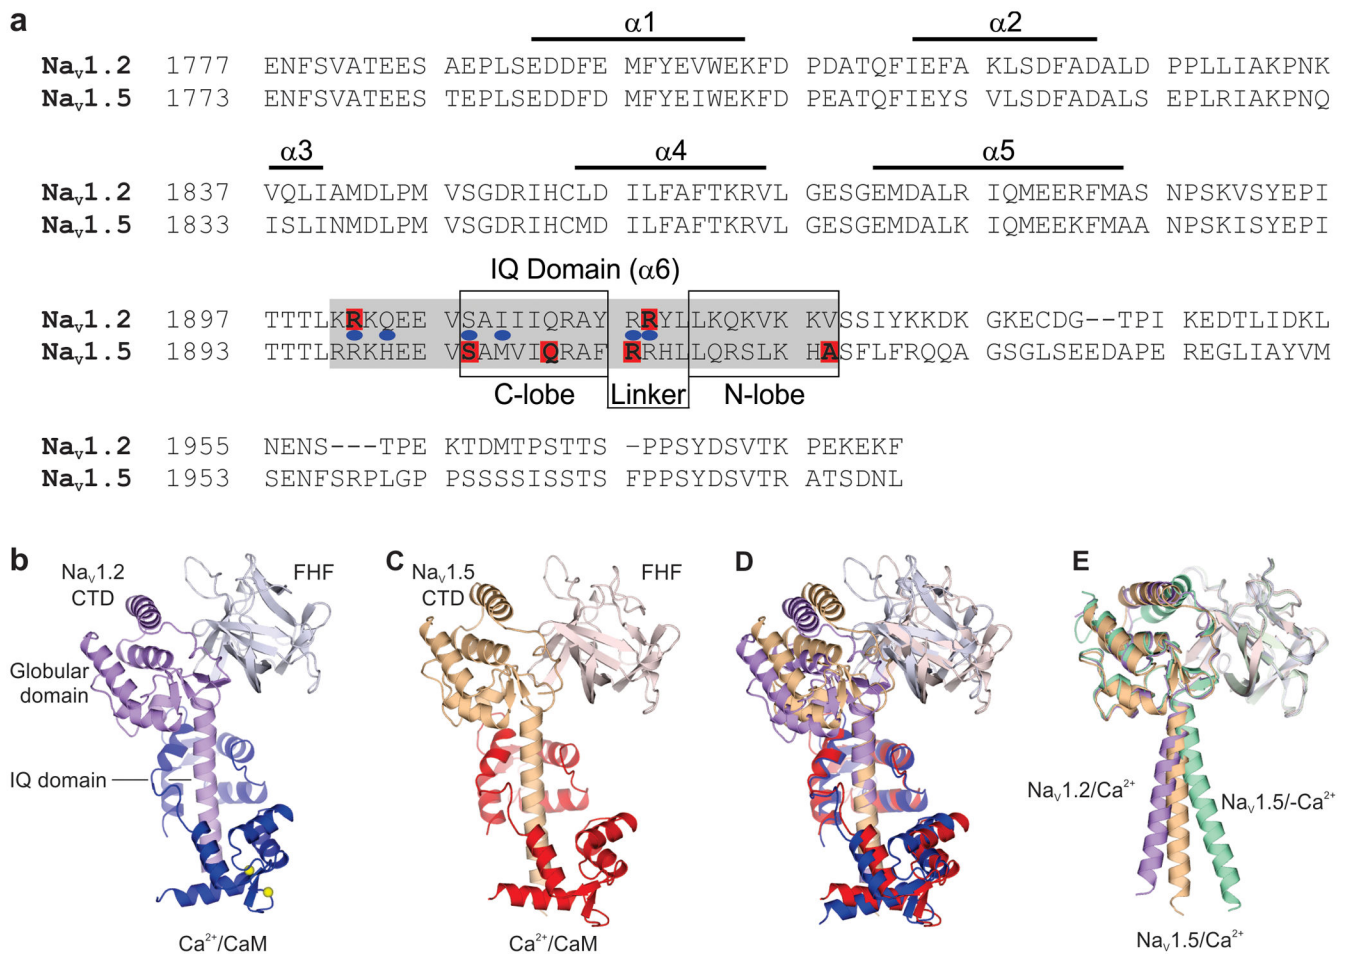 a
α1 α2
Nav1.2 1777 ENFSVATEES AEPLSEDDFE MFYEVWEKFD PDATQFIEFA KLSDFADALD PPLLIAKPNK
Nav1.5 1773 ENFSVATEES TEPLSEDDFD MFYEIWEKFD PEATQFIEYS VLSDFADALS EPLRIAKPNQ
α3 α4 α5
Nav1.2 1837 VQLIAMDLPM VSGDRIHCLD ILFAFTKRVL GESGEMDALR IQMEERFMAS NPSKVSYEPI
Nav1.5 1833 ISLINMDLPM VSGDRIHCMD ILFAFTKRVL GESGEMDALK IQMEEKFMAA NPSKISYEPI
IQ Domain (α6)
Nav1.2 1897 TTTLKRKQEE VSAIIIQRAY RRYLLKQKVK KVSSIYKKDK GKECDG--TPI KEDTLIDKL
Nav1.5 1893 TTTLRRKHEE VSAMVIQRAF RRHLLQRSLK HASFLFRQQA GSGLSEEDAPE REGLIAYVM
C-lobe Linker N-lobe
Nav1.2 1955 NENS---TPE KTDMTPSTTS –PPSYDSVTK PEKEKF
Nav1.5 1953 SENFSRPLGP PSSSSISSTS FPPSYDSVTR ATSDNL
b
Nav1.2
CTD
FHF
Globular
domain
IQ domain
Ca2+/CaM
C
Nav1.5
CTD
FHF
Ca2+/CaM
D
E
Nav1.2/Ca2+
Nav1.5/-Ca2+
Nav1.5/Ca2+